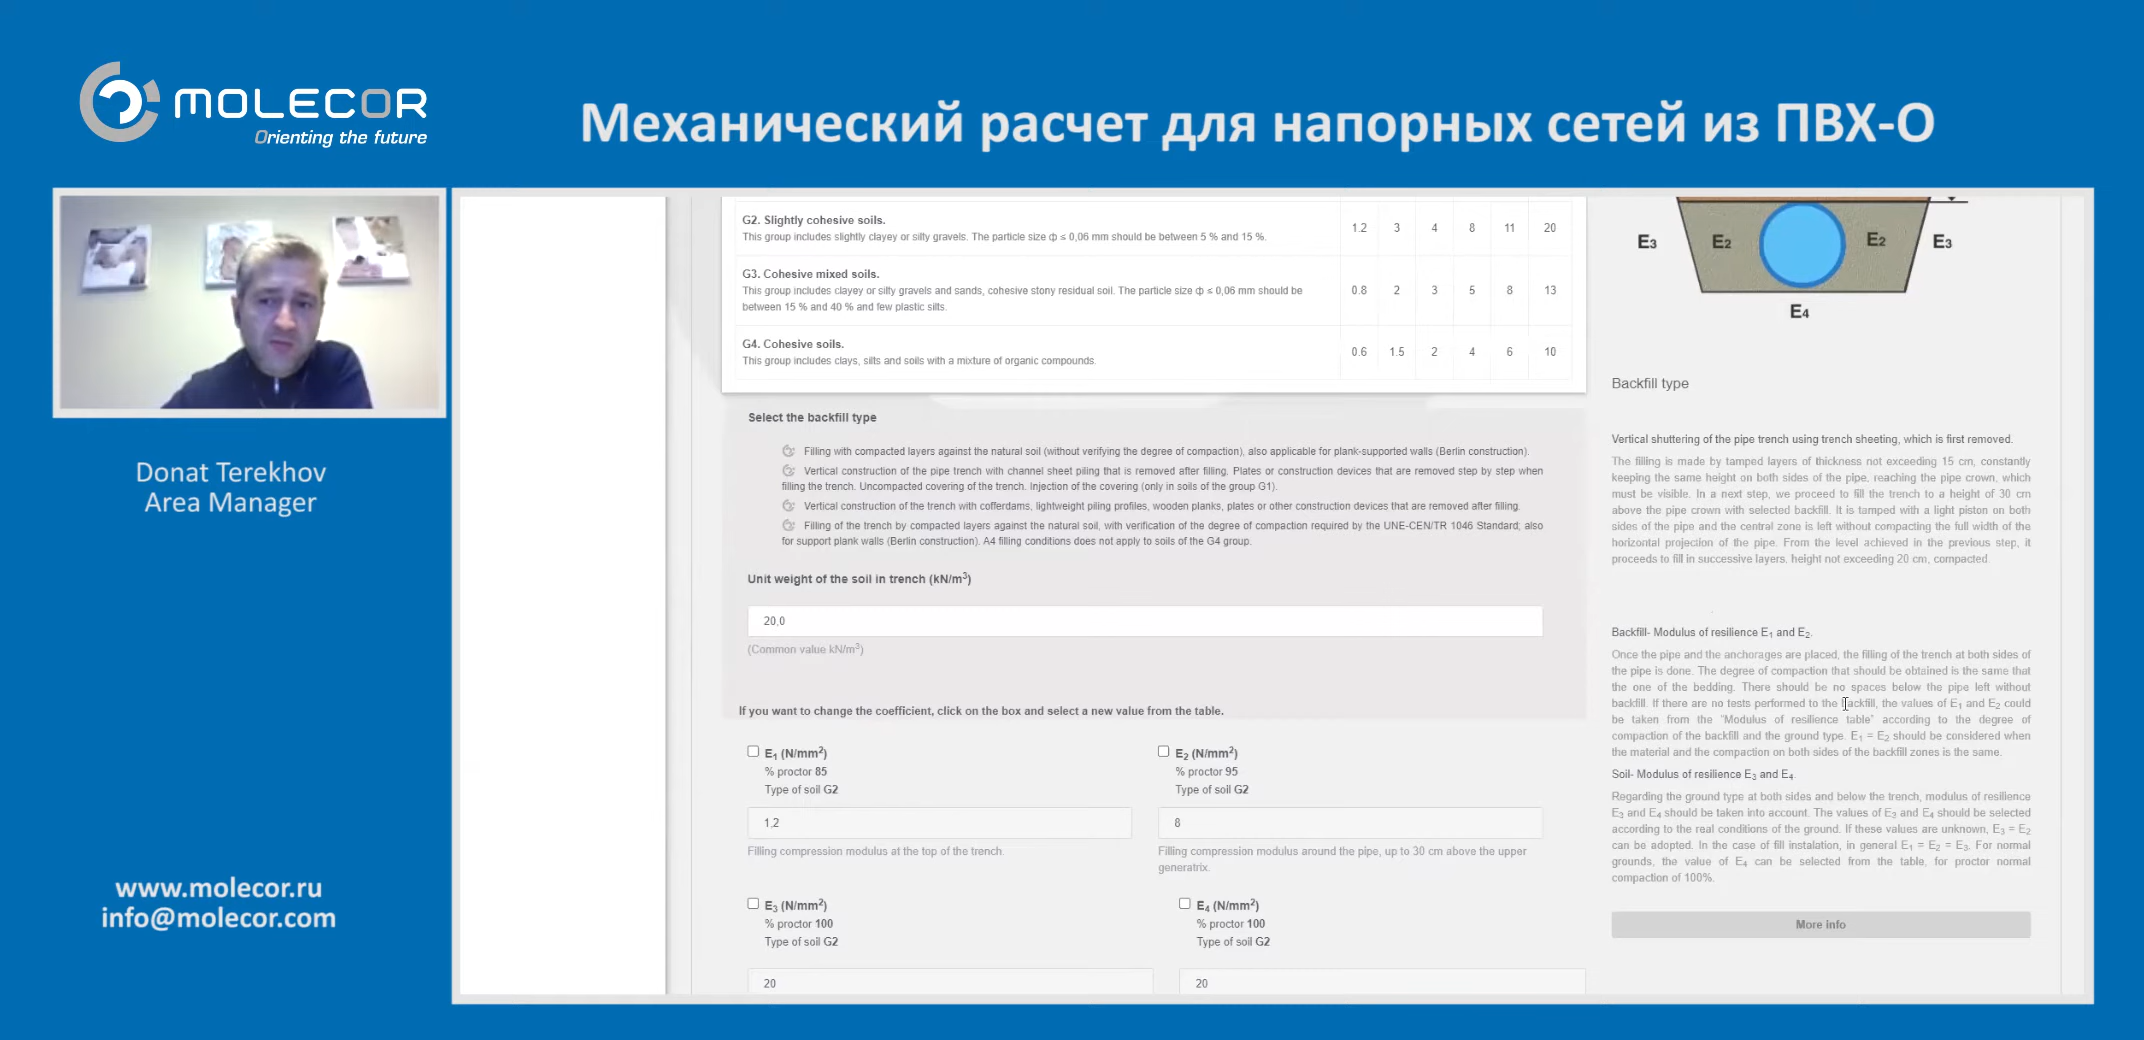 MOLECOR
Orienting the future
Механический расчет для напорных сетей из ПВХ-О
Donat Terekhov
Area Manager
www.molecor.ru
info@molecor.com
G2. Slightly cohesive soils.
This group includes slightly clayey or silty gravels. The particle size ф ≤ 0,06 mm should be between 5 % and 15 %.
1.2 3 4 8 11 20
G3. Cohesive mixed soils.
This group includes clayey or silty gravels and sands, cohesive stony residual soil. The particle size ф ≤ 0,06 mm should be
between 15 % and 40 % and few plastic silts.
0.8 2 3 5 8 13
G4. Cohesive soils.
This group includes clays, silts and soils with a mixture of organic compounds.
0.6 1.5 2 4 6 10
Select the backfill type
Filling with compacted layers against the natural soil (without verifying the degree of compaction), also applicable for plank-supported walls (Berlin construction).
Vertical construction of the pipe trench with channel sheet piling that is removed after filling. Plates or construction devices that are removed step by step when
filling the trench. Uncompacted covering of the trench. Injection of the covering (only in soils of the group G1).
Vertical construction of the trench with cofferdams, lightweight piling profiles, wooden planks, plates or other construction devices that are removed after filling.
Filling of the trench by compacted layers against the natural soil, with verification of the degree of compaction required by the UNE-CEN/TR 1046 Standard; also
for support plank walls (Berlin construction). A4 filling conditions does not apply to soils of the G4 group.
Unit weight of the soil in trench (kN/m³)
20,0
(Common value kN/m³)
If you want to change the coefficient, click on the box and select a new value from the table.
E₁ (N/mm²)
% proctor 85
Type of soil G2
1,2
Filling compression modulus at the top of the trench.
E₂ (N/mm²)
% proctor 95
Type of soil G2
8
Filling compression modulus around the pipe, up to 30 cm above the upper
generatrix.
E₃ (N/mm²)
% proctor 100
Type of soil G2
20
E₄ (N/mm²)
% proctor 100
Type of soil G2
20
E₃ E₂ E₂ E₃
E₄
Backfill type
Vertical shuttering of the pipe trench using trench sheeting, which is first removed.
The filling is made by tamped layers of thickness not exceeding 15 cm, constantly
keeping the same height on both sides of the pipe, reaching the pipe crown, which
must be visible. In a next step, we proceed to fill the trench to a height of 30 cm
above the pipe crown with selected backfill. It is tamped with a light piston on both
sides of the pipe and the central zone is left without compacting the full width of the
horizontal projection of the pipe. From the level achieved in the previous step, it
proceeds to fill in successive layers, height not exceeding 20 cm, compacted
Backfill- Modulus of resilience E₁ and E₂.
Once the pipe and the anchorages are placed, the filling of the trench at both sides of
the pipe is done. The degree of compaction that should be obtained is the same that
the one of the bedding. There should be no spaces below the pipe left without
backfill. If there are no tests performed to the backfill, the values of E₁ and E₂ could
be taken from the "Modulus of resilience table" according to the degree of
compaction of the backfill and the ground type. E₁ = E₂ should be considered when
the material and the compaction on both sides of the backfill zones is the same.
Soil- Modulus of resilience E₃ and E₄.
Regarding the ground type at both sides and below the trench, modulus of resilience
E₃ and E₄ should be taken into account. The values of E₃ and E₄ should be selected
according to the real conditions of the ground. If these values are unknown, E₃ = E₂
can be adopted. In the case of fill instalation, in general E₁ = E₂ = E₃. For normal
grounds, the value of E₄ can be selected from the table, for proctor normal
compaction of 100%.
More info